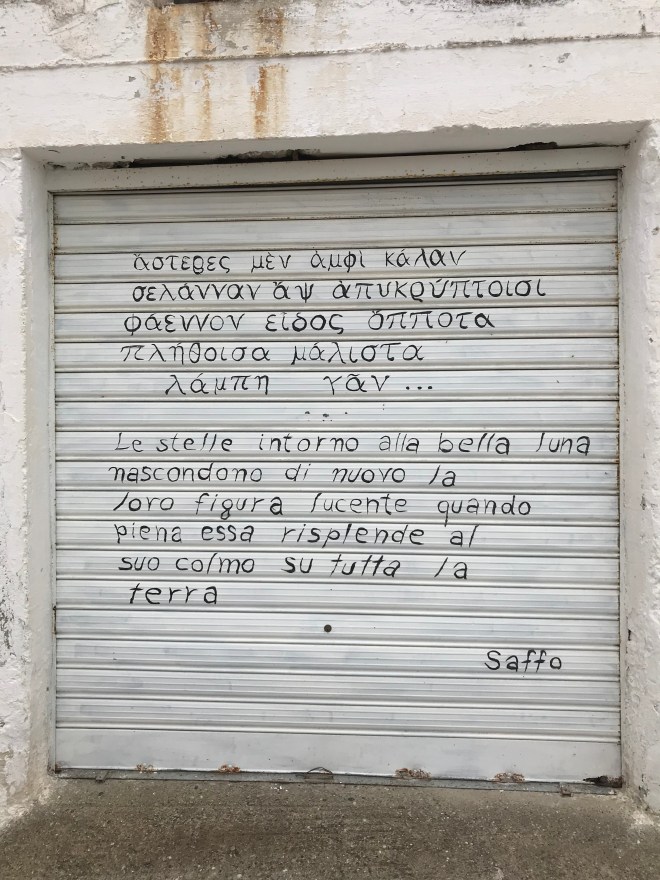 ἄστερες μὲν ἀμφὶ κάλαν
σελάνναν ἂψ ἀπυκρύπτοισι
φάεννον εἶδος ὄπποτα
πλήθοισα μάλιστα
λάμπη γᾶν ...
Le stelle intorno alla bella luna
nascondono di nuovo la
loro figura lucente quando
piena essa risplende al
suo colmo su tutta la
terra
Saffo